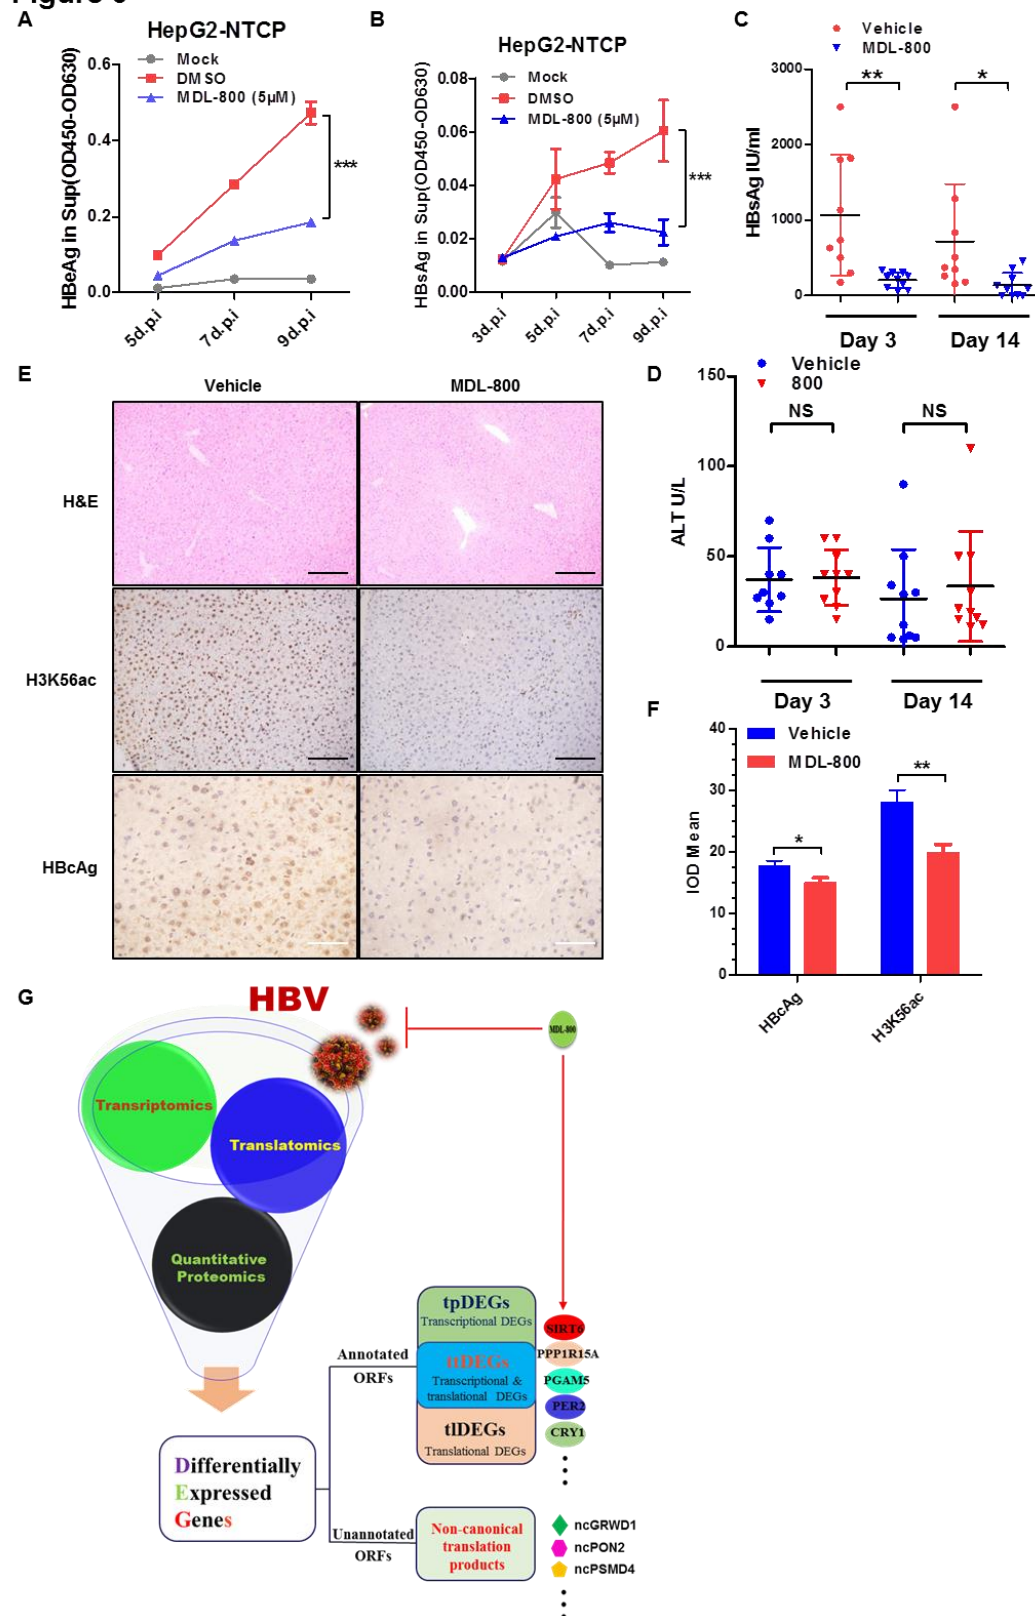 A
HepG2-NTCP
Mock
DMSO
MDL-800 (5μM)
HBeAg in Sup(OD450-OD630)
0.6
0.4
0.2
0.0
***
5d.p.i
7d.p.i
9d.p.i
B
HepG2-NTCP
Mock
DMSO
MDL-800 (5μM)
HBsAg in Sup(OD450-OD630)
0.08
0.06
0.04
0.02
0.00
***
3d.p.i
5d.p.i
7d.p.i
9d.p.i
C
Vehicle
MDL-800
HBsAg IU/ml
3000
2000
1000
0
**
*
Day 3
Day 14
E
Vehicle
MDL-800
H&E
H3K56ac
HBcAg
D
Vehicle
800
ALT U/L
150
100
50
0
NS
NS
Day 3
Day 14
F
Vehicle
MDL-800
IOD Mean
40
30
20
10
0
*
**
HBcAg
H3K56ac
G
HBV
MDL-800
Transriptomics
Translatomics
Quantitative
Proteomics
Differentially
Expressed
Genes
Annotated
ORFs
Unannotated
ORFs
tpDEGs
Transcriptional DEGs
ttDEGs
Transcriptional &
translational DEGs
tlDEGs
Translational DEGs
SIRT6
PPP1R15A
PGAM5
PER2
CRY1
Non-canonical
translation
products
ncGRWD1
ncPON2
ncPSMD4